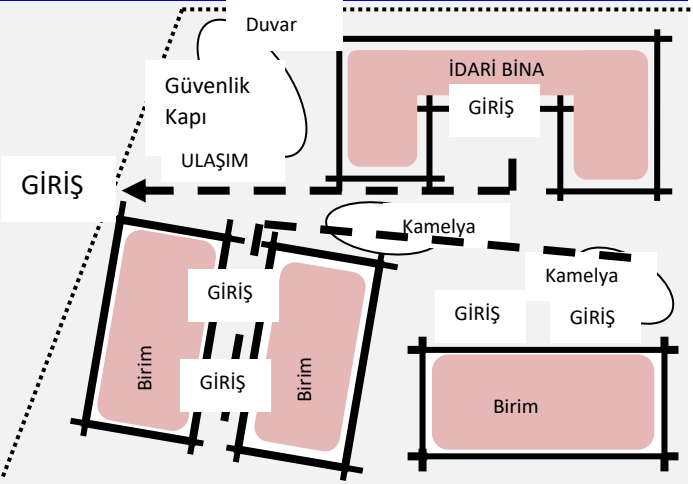 Duvar
İDARİ BİNA
Güvenlik
Kapı
GİRİŞ
ULAŞIM
GİRİŞ
Kamelya
Kamelya
GİRİŞ
GİRİŞ
GİRİŞ
Birim
Birim
GİRİŞ
Birim